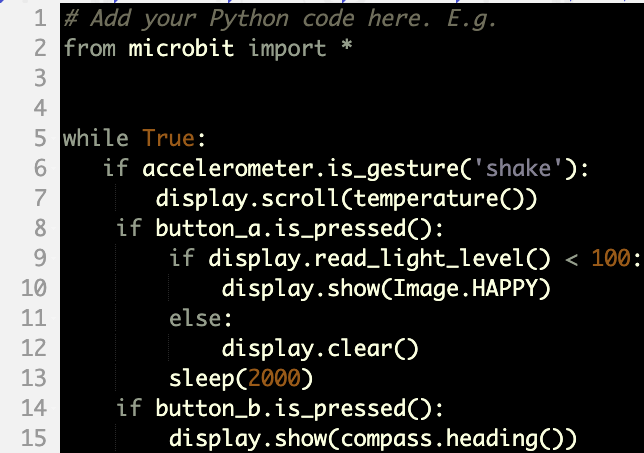 1 # Add your Python code here. E.g.
2 from microbit import *
3
4
5 while True:
6    if accelerometer.is_gesture('shake'):
7        display.scroll(temperature())
8     if button_a.is_pressed():
9         if display.read_light_level() < 100:
10             display.show(Image.HAPPY)
11         else:
12             display.clear()
13         sleep(2000)
14     if button_b.is_pressed():
15         display.show(compass.heading())